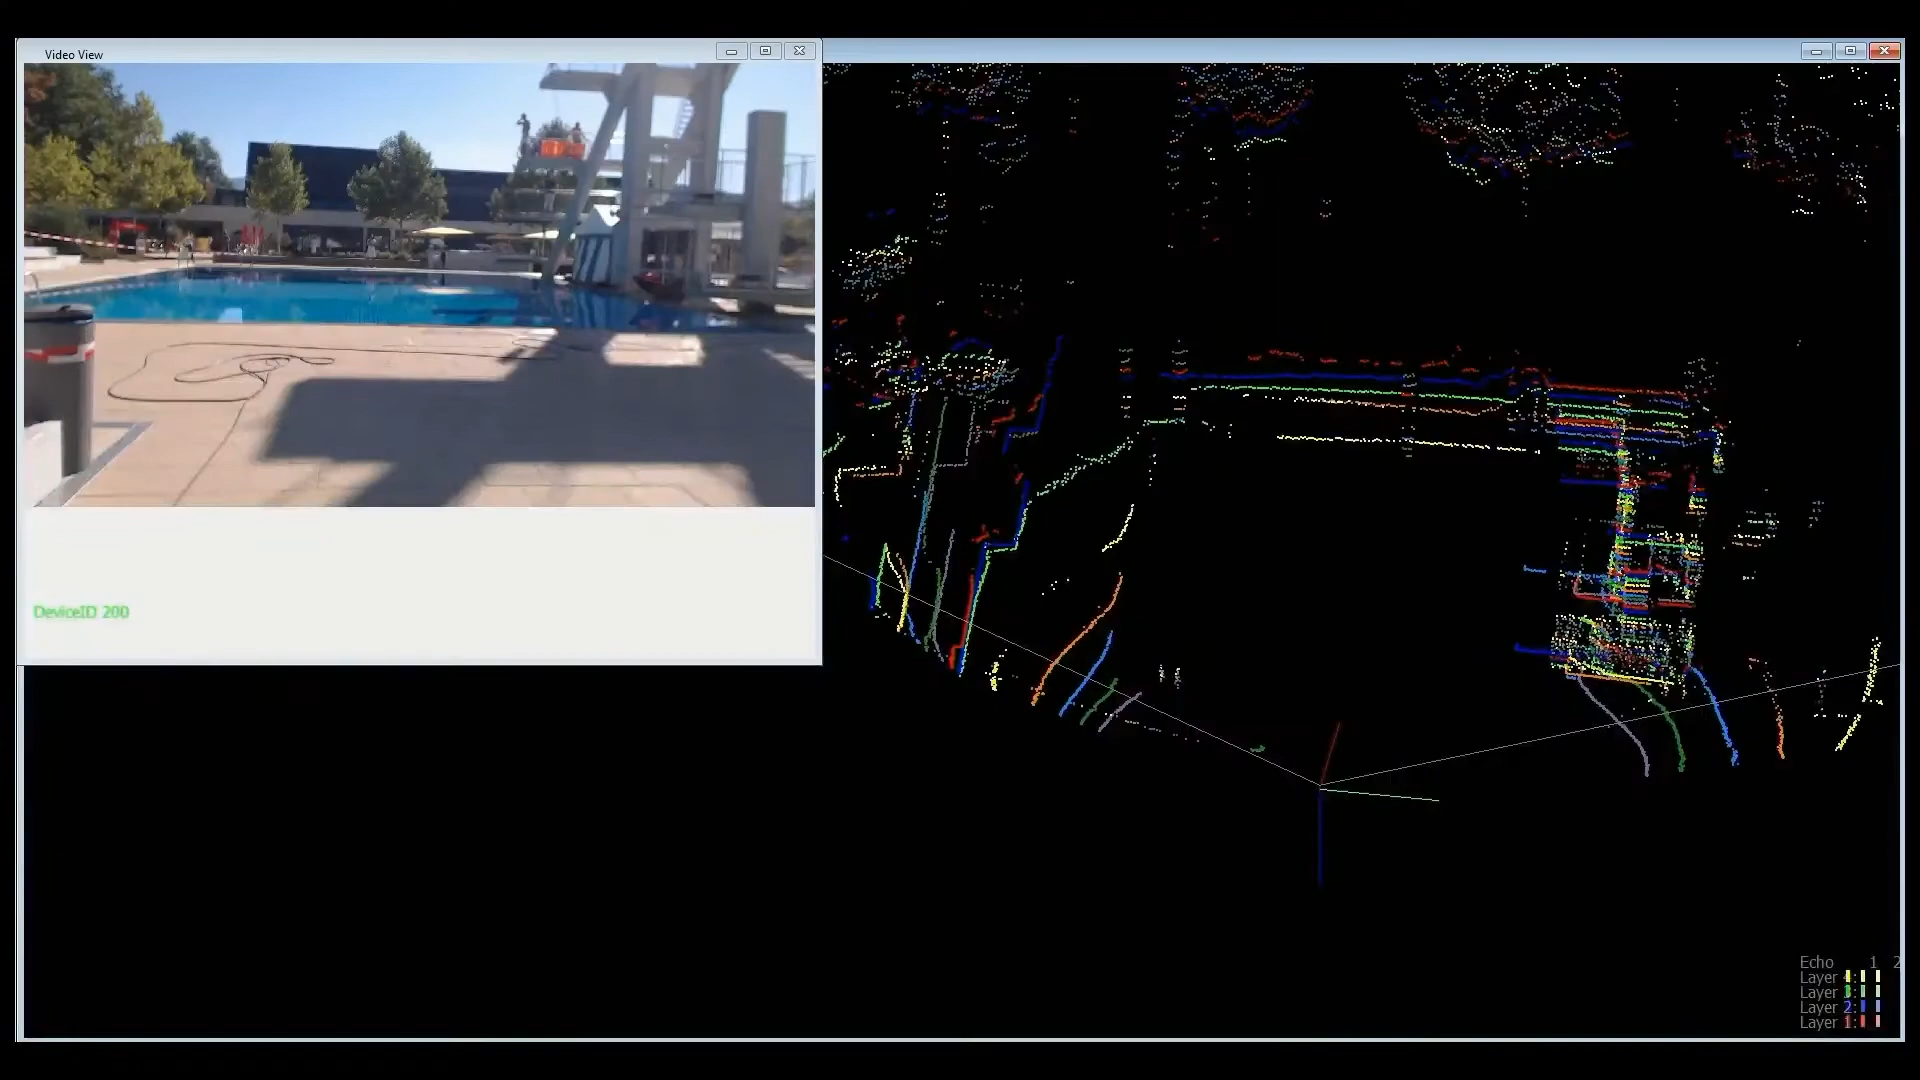 Video View
DeviceID 200
Echo 1 2
Layer 4:
Layer 3:
Layer 2:
Layer 1: